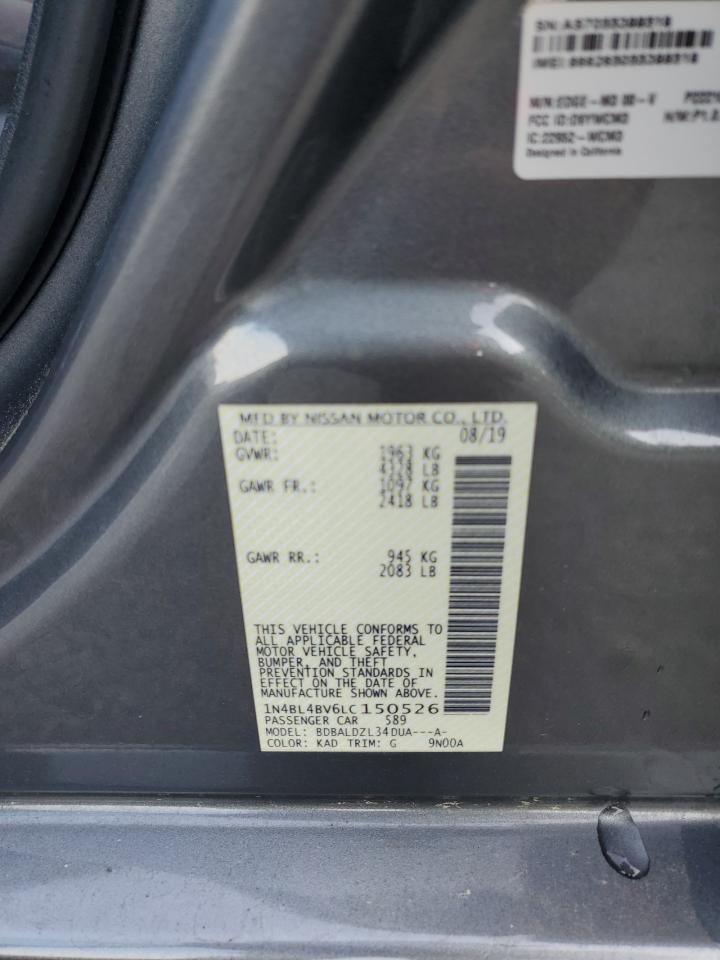 Designed in California
MFD BY NISSAN MOTOR CO., LTD.
DATE: 08/19
GVWR: 1963 KG
4328 LB
GAWR FR.: 1097 KG
2418 LB
GAWR RR.: 945 KG
2083 LB
THIS VEHICLE CONFORMS TO
ALL APPLICABLE FEDERAL
MOTOR VEHICLE SAFETY,
BUMPER, AND THEFT
PREVENTION STANDARDS IN
EFFECT ON THE DATE OF
MANUFACTURE SHOWN ABOVE.
1N4BL4BV6LC150526
PASSENGER CAR 589
MODEL: BDBALDZL34DUA---A-
COLOR: KAD TRIM: G 9N00A